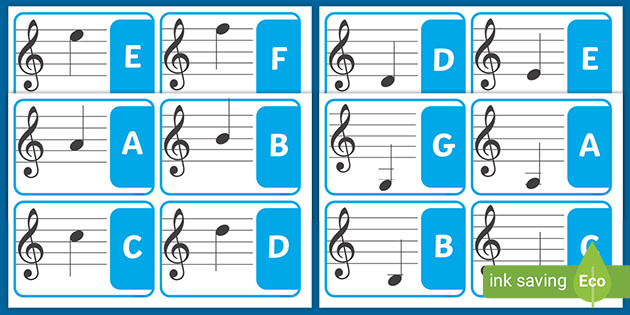 E F D E
A B G A
C D B C
ink saving Eco